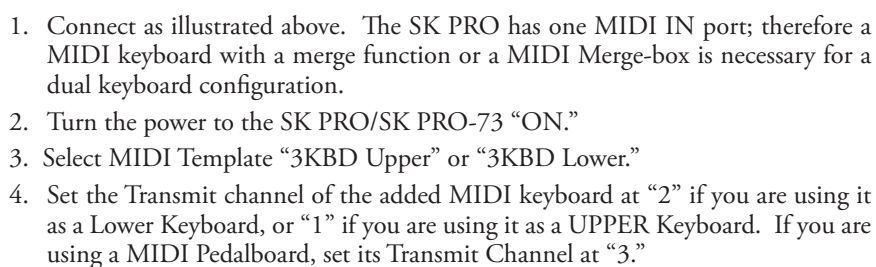 1. Connect as illustrated above. The SK PRO has one MIDI IN port; therefore a
MIDI keyboard with a merge function or a MIDI Merge-box is necessary for a
dual keyboard configuration.
2. Turn the power to the SK PRO/SK PRO-73 “ON.”
3. Select MIDI Template “3KBD Upper” or “3KBD Lower.”
4. Set the Transmit channel of the added MIDI keyboard at “2” if you are using it
as a Lower Keyboard, or “1” if you are using it as a UPPER Keyboard. If you are
using a MIDI Pedalboard, set its Transmit Channel at “3.”